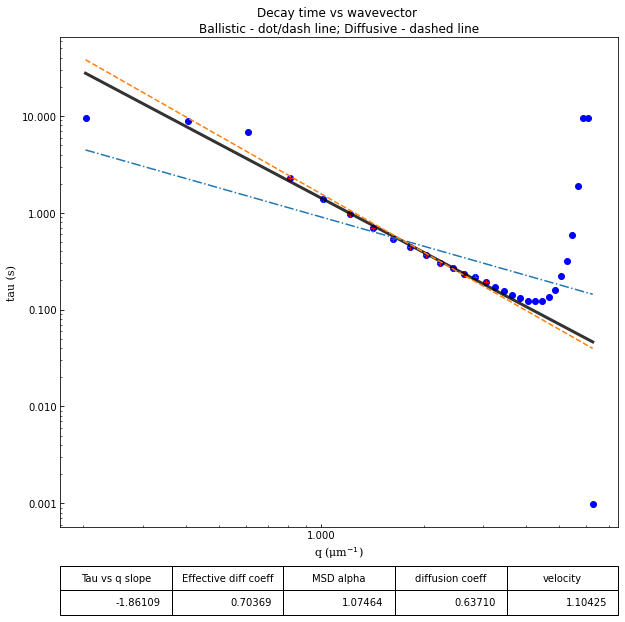 Decay time vs wavevector
Ballistic - dot/dash line; Diffusive - dashed line
10.000
1.000
0.100
0.010
0.001
tau (s)
1.000
q (μm⁻¹)
Tau vs q slope Effective diff coeff MSD alpha diffusion coeff velocity
-1.86109 0.70369 1.07464 0.63710 1.10425